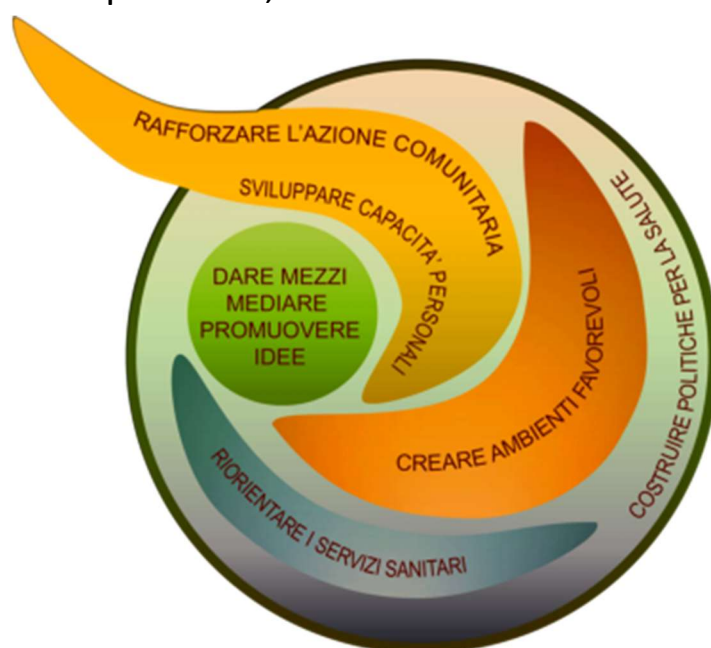 RAFFORZARE L'AZIONE COMUNITARIA
SVILUPPARE CAPACITA' PERSONALI
DARE MEZZI
MEDIARE
PROMUOVERE
IDEE
CREARE AMBIENTI FAVOREVOLI
COSTRUIRE POLITICHE PER LA SALUTE
RIORIENTARE I SERVIZI SANITARI